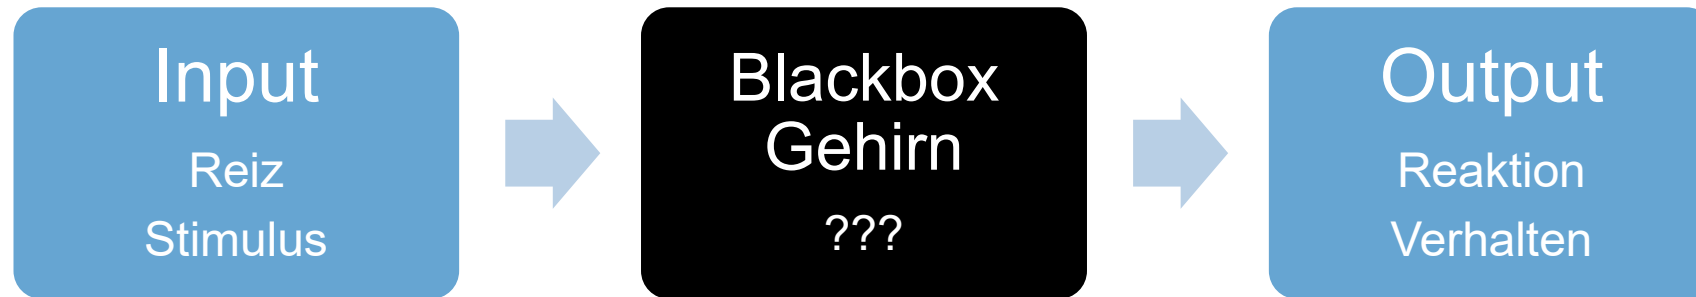 Input
Reiz
Stimulus
Blackbox
Gehirn
???
Output
Reaktion
Verhalten